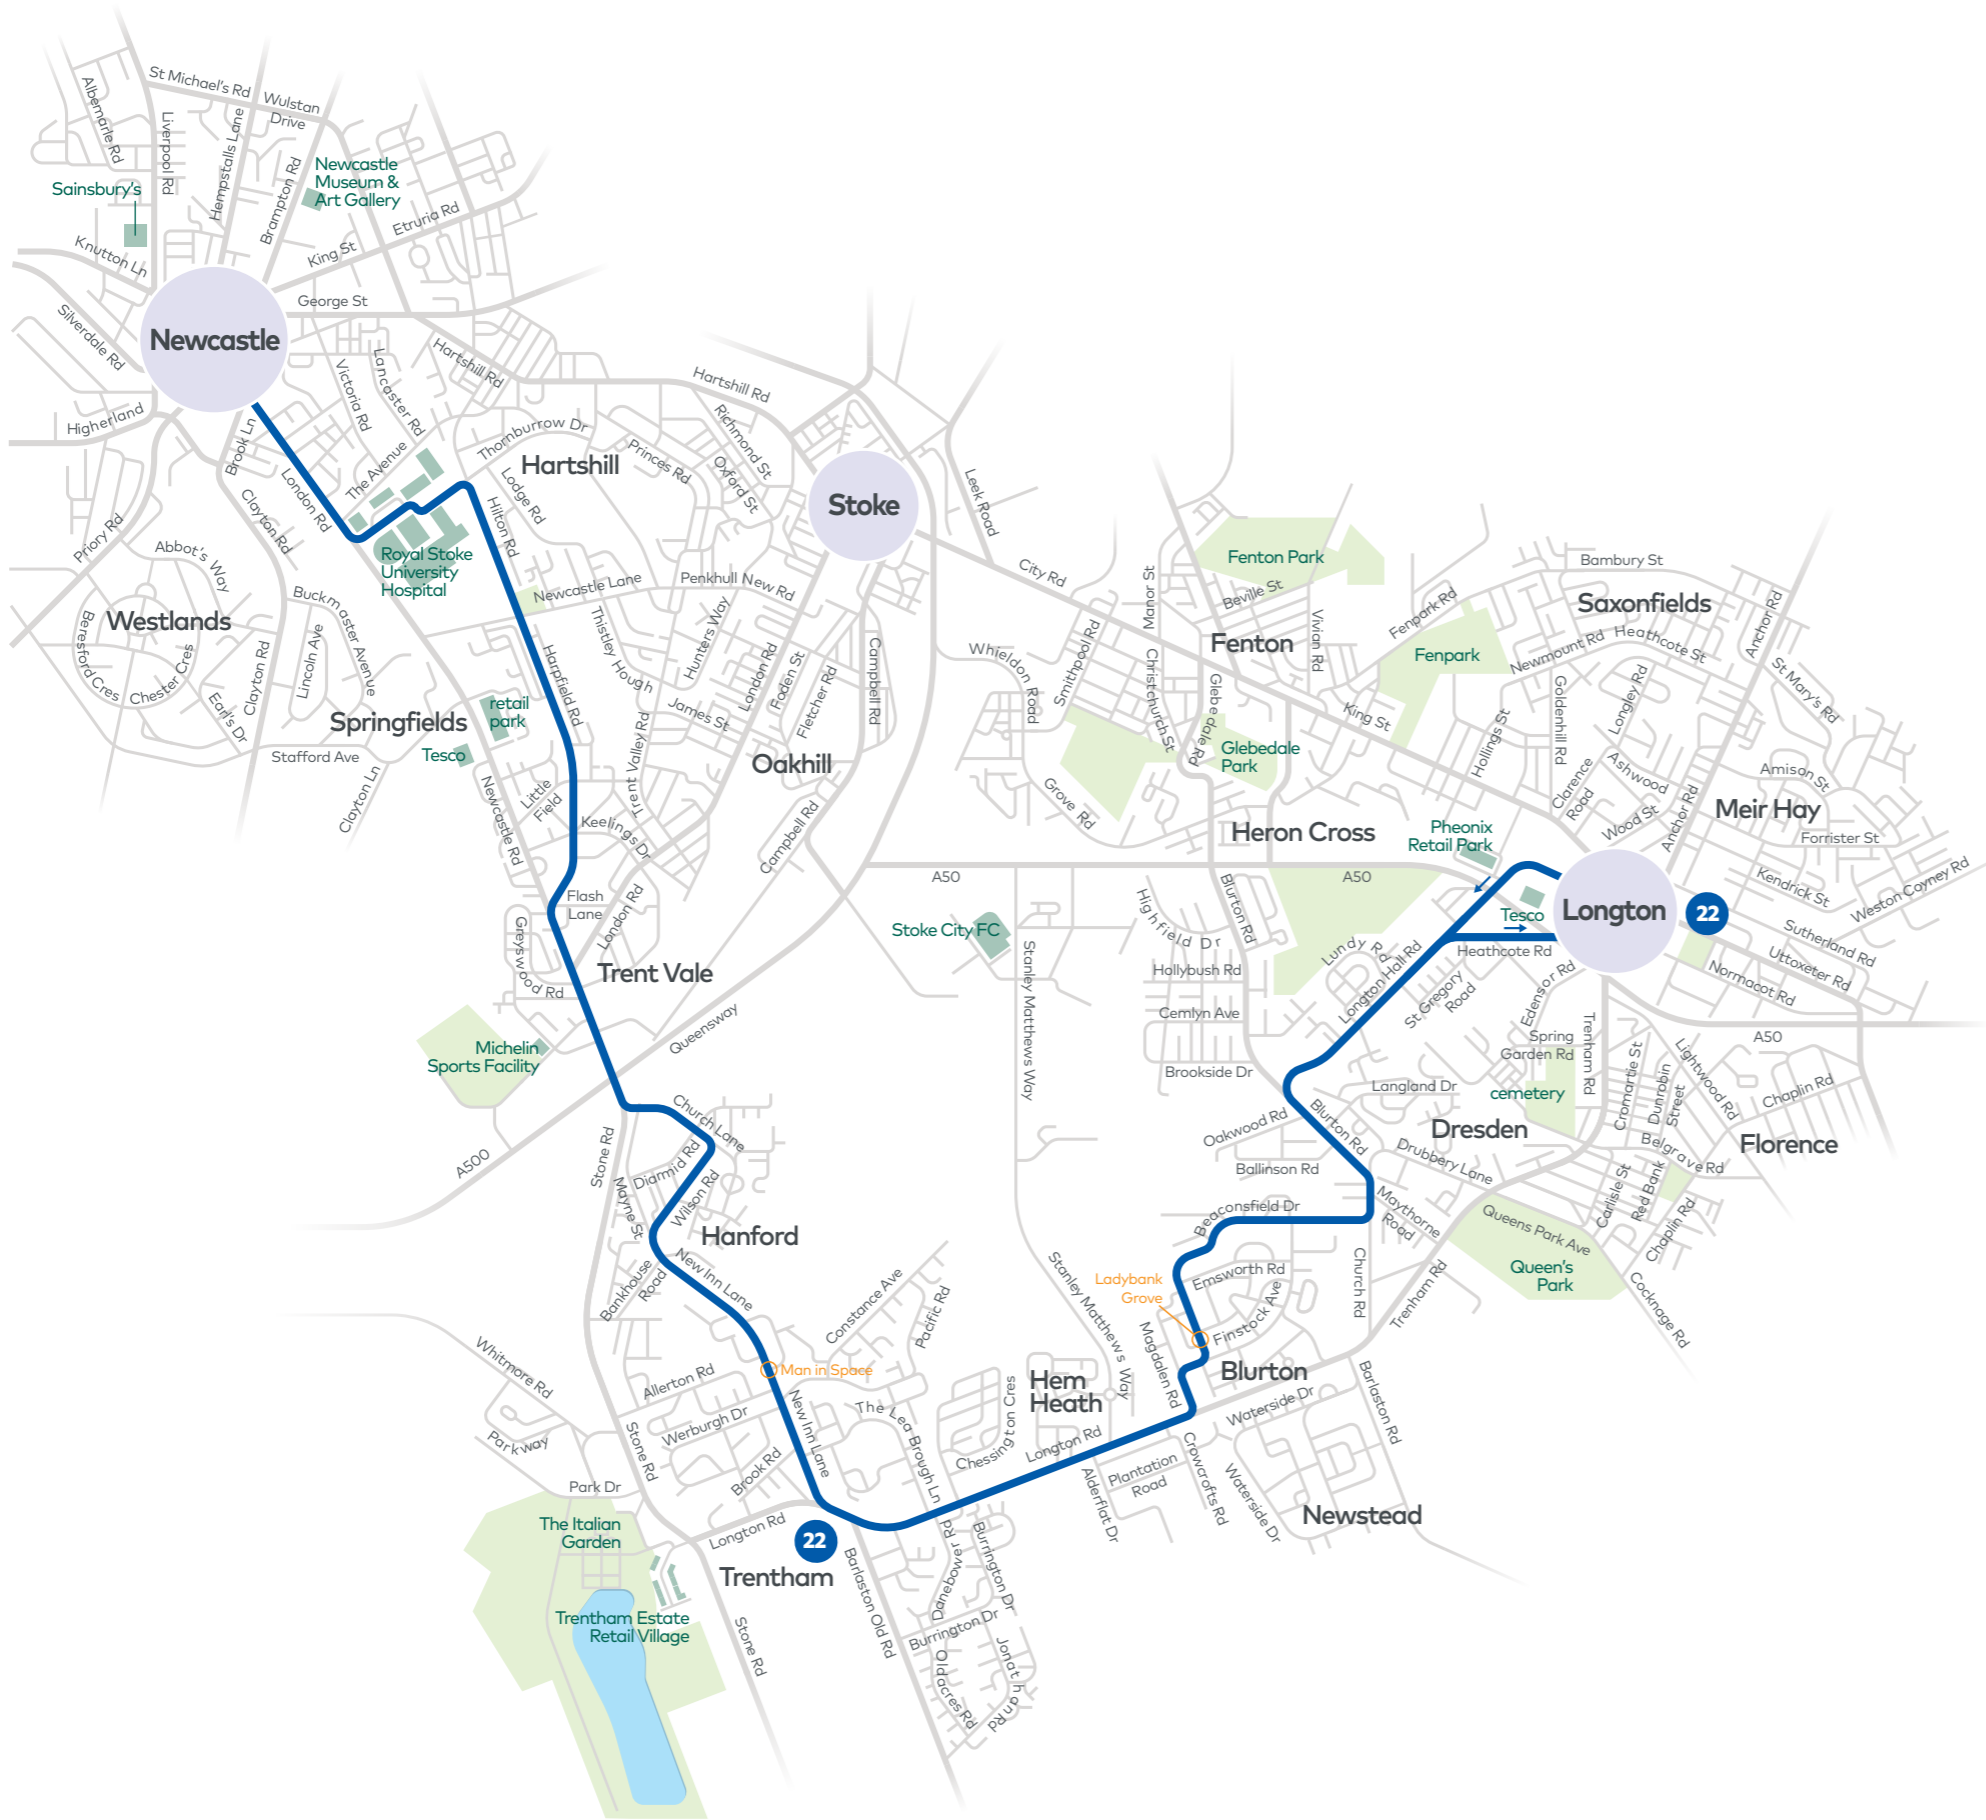 St Michael's Rd
Wulstan
Drive
Albemarle Rd
Liverpool Rd
Hempstalls Lane
Brampton Rd
Newcastle
Museum &
Art Gallery
Sainsbury's
Etruria Rd
King St
Knutton Ln
George St
Silverdale Rd
Newcastle
Hartshill Rd
Lancaster Rd
Victoria Rd
Hartshill Rd
Higherland
Brook Ln
Thornburrow Dr
Richmond St
Princes Rd
Hartshill
Oxford St
The Avenue
London Rd
Lodge Rd
Hilton Rd
Stoke
Leek Road
Clayton Rd
Priory Rd
Abbot's Way
Royal Stoke
University
Hospital
Newcastle Lane
Penkhull New Rd
City Rd
Manor St
Fenton Park
Beville St
Bambury St
Buckmaster Avenue
Westlands
Beresford Cres
Chester Cres
Lincoln Ave
Clayton Rd
Earl's Dr
Thistley Hough
Hunters Way
Harpfield Rd
London Rd
Foden St
Fletcher Rd
Campbell Rd
James St
Whieldon Road
Smithpool Rd
Christchurch St
Fenton
Vivian Rd
Fenpark Rd
Fenpark
Saxonfields
Newmount Rd
Heathcote St
Anchor Rd
St Mary's Rd
Glebedale Rd
Goldenhill Rd
Longley Rd
King St
Hollings St
Springfields
retail
park
Tesco
Stafford Ave
Clayton Ln
Newcastle Rd
Little
Field
Trent Valley Rd
Keelings Dr
Oakhill
Campbell Rd
Glebedale
Park
Grove Rd
Clarence
Road
Ashwood
Wood St
Anchor Rd
Amison St
Meir Hay
Forrister St
Heron Cross
Pheonix
Retail Park
A50
A50
Kendrick St
Weston Coyney Rd
Flash
Lane
London Rd
Greyswood Rd
Trent Vale
Stoke City FC
Stanley Matthews Way
Highfield Dr
Blurton Rd
Hollybush Rd
Cemlyn Ave
Brookside Dr
Lundy Rd
Longton Hall Rd
Tesco
Heathcote Rd
Longton
22
Sutherland Rd
Uttoxeter Rd
Normacot Rd
St Gregory
Road
Edensor Rd
Spring
Garden Rd
Trenham Rd
A50
Michelin
Sports Facility
Queensway
A500
Church Lane
Stone Rd
Diamid Rd
Mayne St
Wilson Rd
Hanford
Langland Dr
cemetery
Cromartie St
Dunrobin
Street
Lightwood Rd
Chaplin Rd
Oakwood Rd
Blurton Rd
Ballinson Rd
Dresden
Drubbery Lane
Belgrave Rd
Florence
Carlisle St
Red Bank
Chaplin Rd
Beaconsfield Dr
Maythorne
Road
Queens Park Ave
Queen's
Park
Cocknage Rd
Bankhouse
Road
New Inn Lane
Constance Ave
Pacific Rd
Stanley Matthews Way
Ladybank
Grove
Emsworth Rd
Finstock Ave
Church Rd
Trenham Rd
Magdalen Rd
Blurton
Barlaston Rd
Whitmore Rd
Man in Space
Allerton Rd
Werburgh Dr
New Inn Lane
The Lea
Brough Ln
Chessington Cres
Hem
Heath
Longton Rd
Waterside Dr
Parkway
Stone Rd
Brook Rd
Plantation
Road
Alderflat Dr
Crowcrofts Rd
Waterside Dr
Newstead
Park Dr
The Italian
Garden
Longton Rd
22
Trentham
Barlaston Old Rd
Danebower Rd
Burrington Dr
Trentham Estate
Retail Village
Stone Rd
Burrington Dr
Oldacres Rd
Jonathan Rd